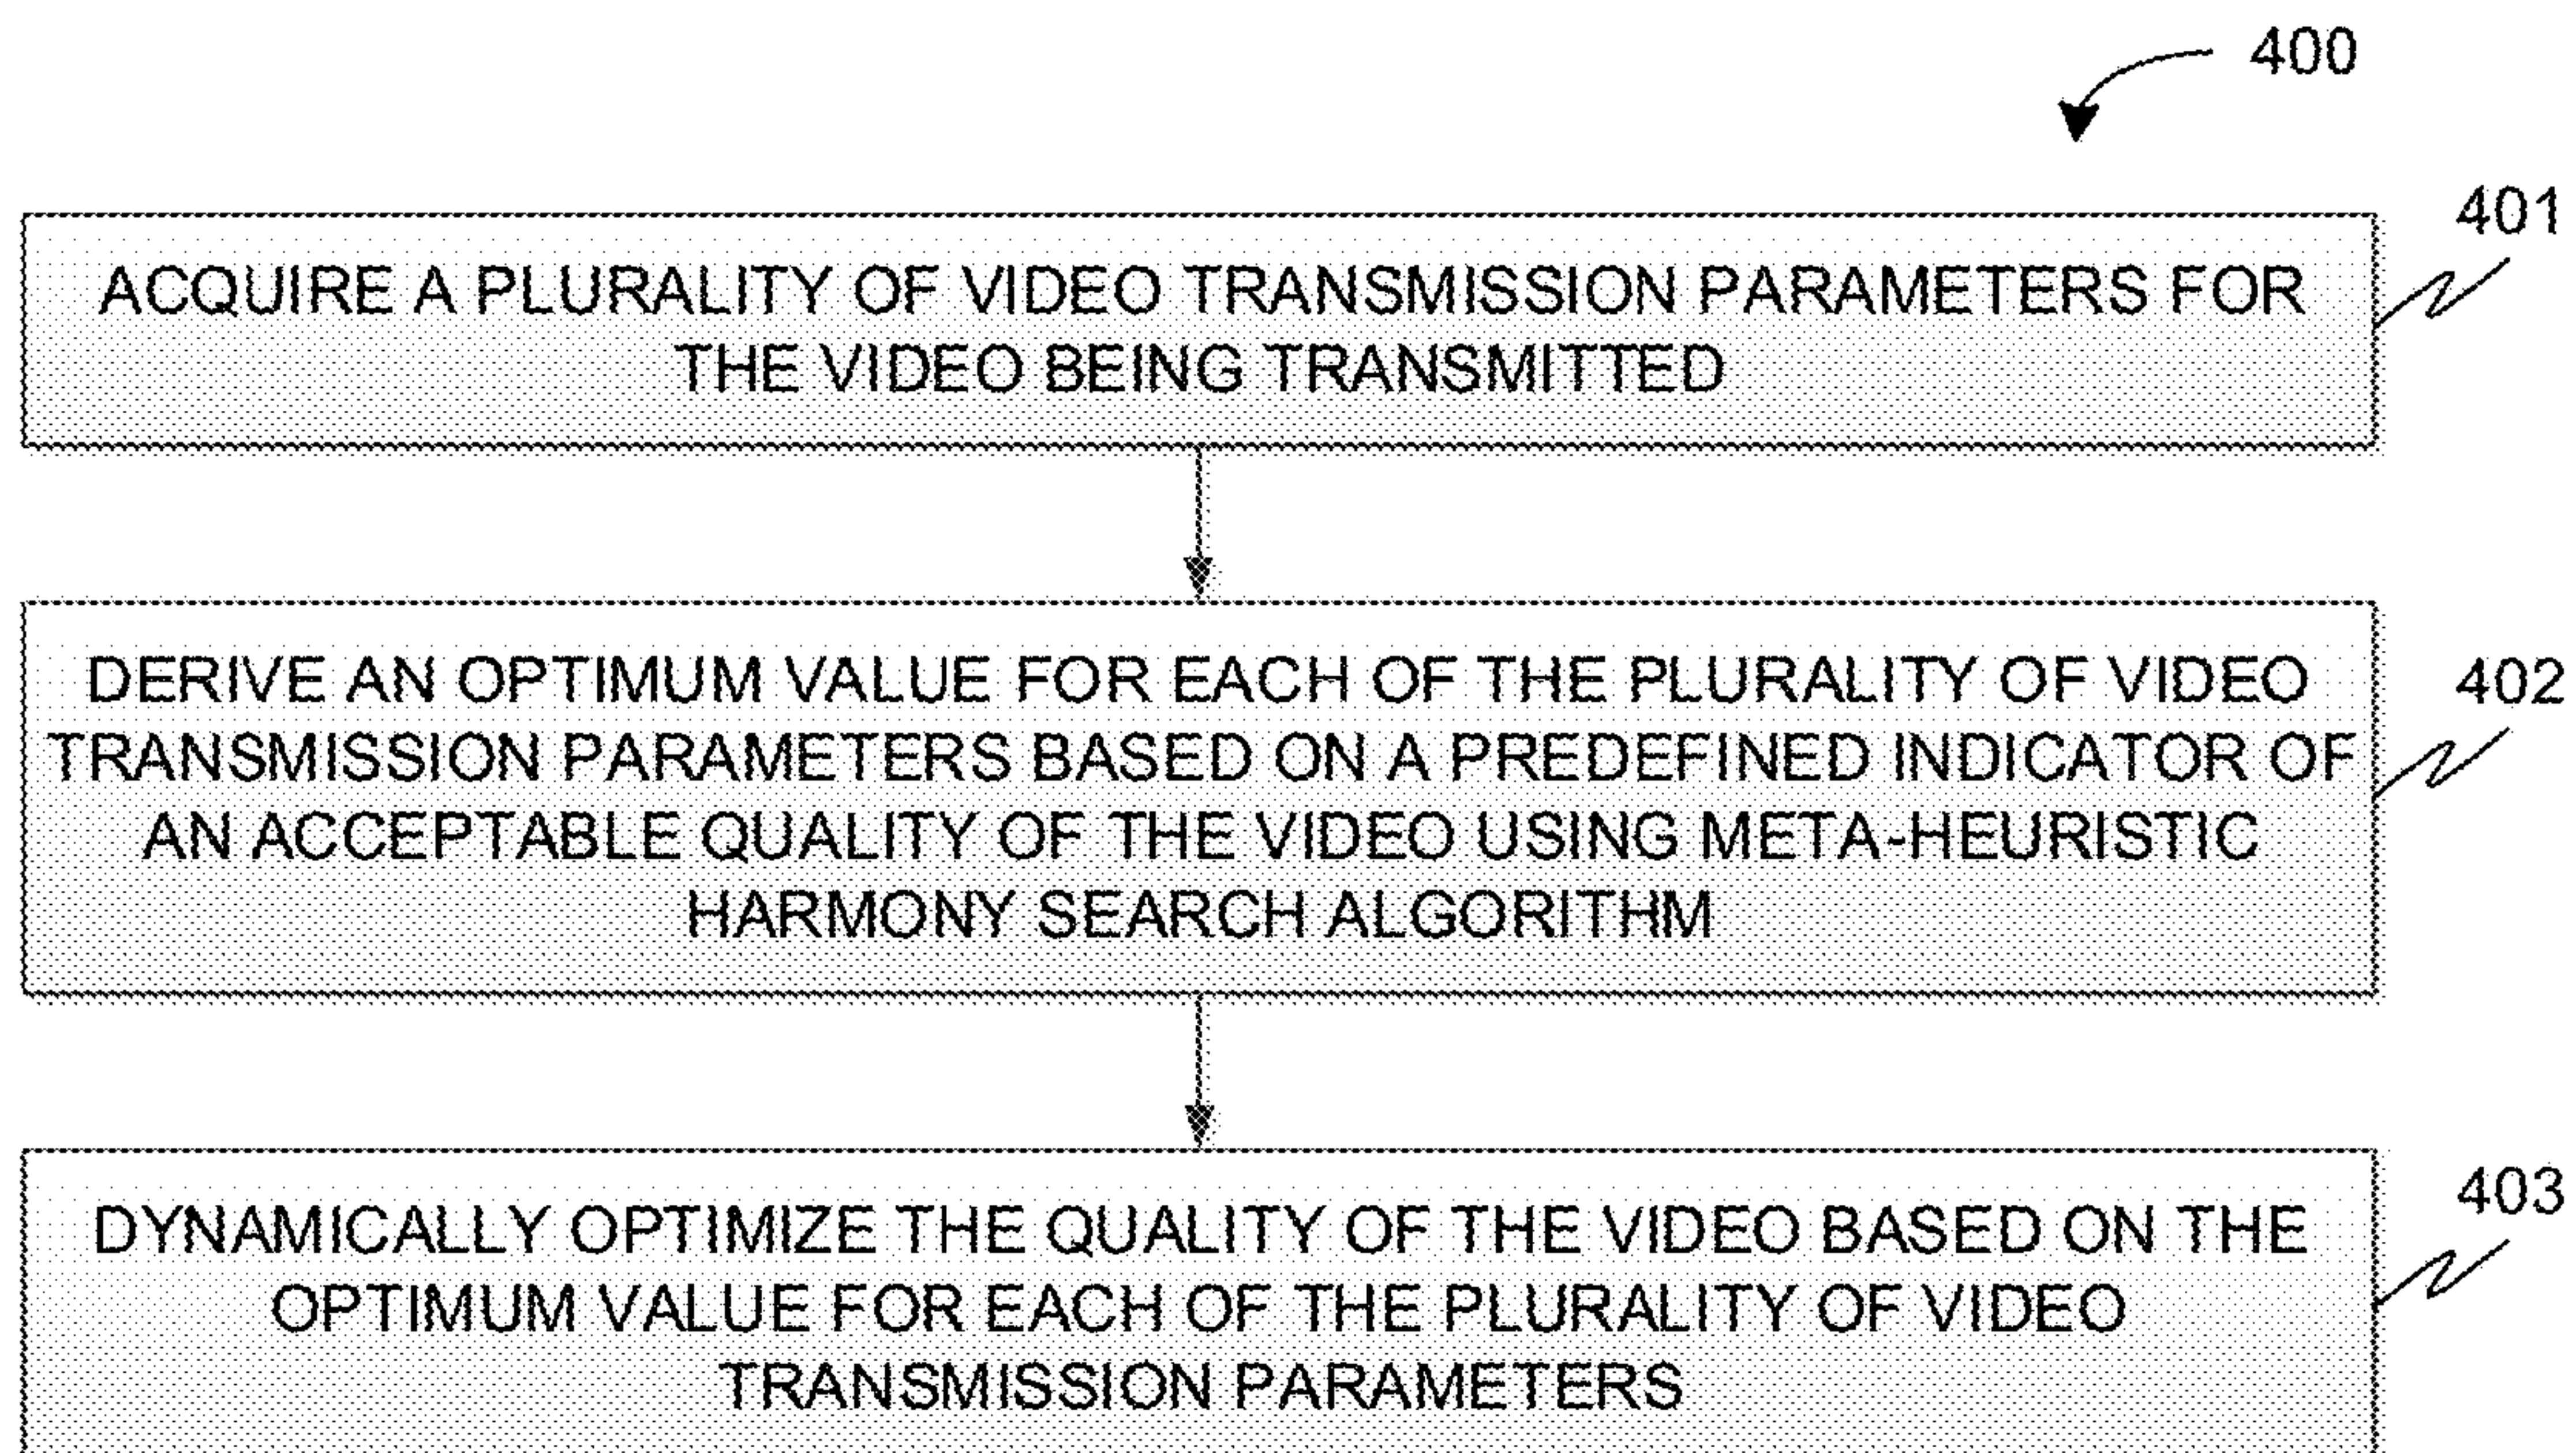 400
401
ACQUIRE A PLURALITY OF VIDEO TRANSMISSION PARAMETERS FOR
THE VIDEO BEING TRANSMITTED
402
DERIVE AN OPTIMUM VALUE FOR EACH OF THE PLURALITY OF VIDEO
TRANSMISSION PARAMETERS BASED ON A PREDEFINED INDICATOR OF
AN ACCEPTABLE QUALITY OF THE VIDEO USING META-HEURISTIC
HARMONY SEARCH ALGORITHM
403
DYNAMICALLY OPTIMIZE THE QUALITY OF THE VIDEO BASED ON THE
OPTIMUM VALUE FOR EACH OF THE PLURALITY OF VIDEO
TRANSMISSION PARAMETERS